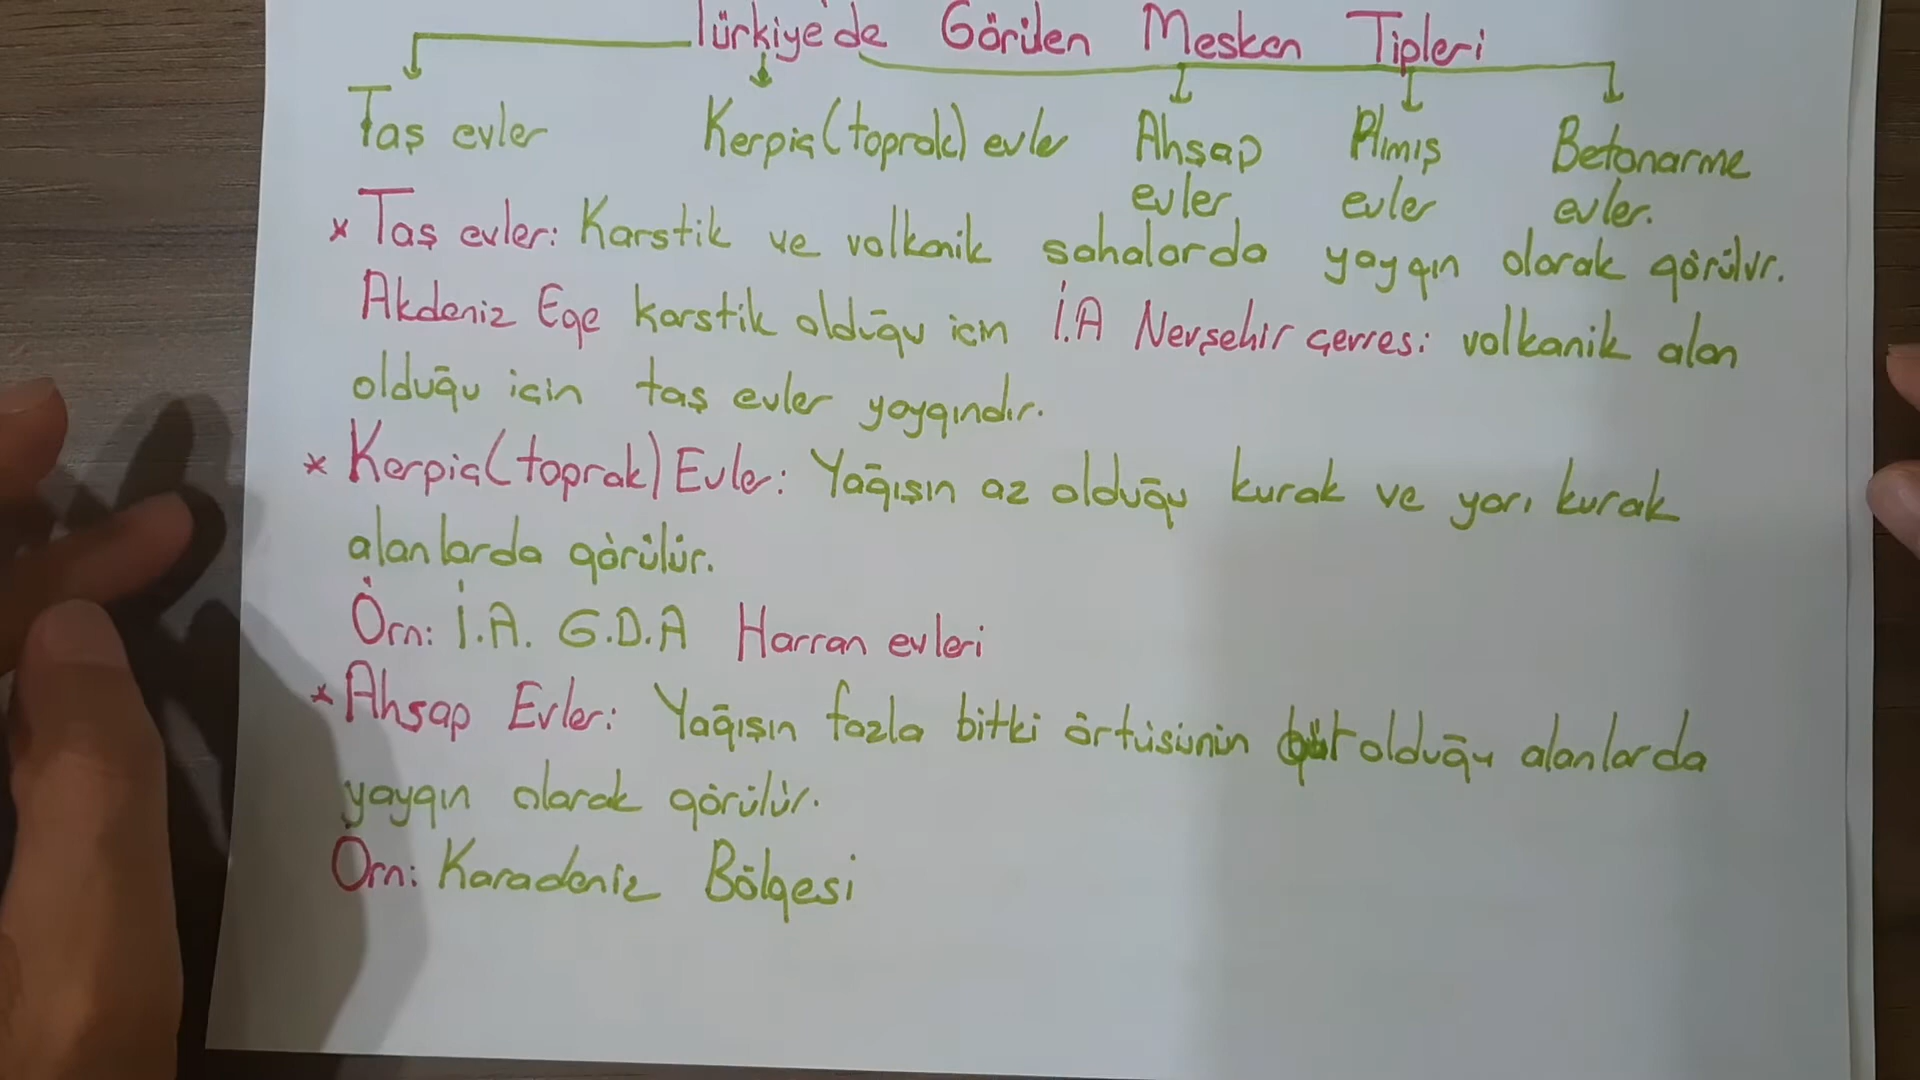 Türkiye'de Görülen Mesken Tipleri
Taş evler Kerpiç(toprak) evler Ahşap evler Hımış evler Betonarme evler.
* Taş evler: Karstik ve volkanik sahalarda yaygın olarak görülür.
Akdeniz Ege karstik olduğu için İ.A Nevşehir çevresi: volkanik alan
olduğu için taş evler yaygındır.
* Kerpiç(toprak) Evler: Yağışın az olduğu kurak ve yarı kurak
alanlarda görülür.
Örn: İ.A. G.D.A Harran evleri
* Ahşap Evler: Yağışın fazla bitki örtüsünün gür olduğu alanlarda
yaygın olarak görülür.
Örn: Karadeniz Bölgesi